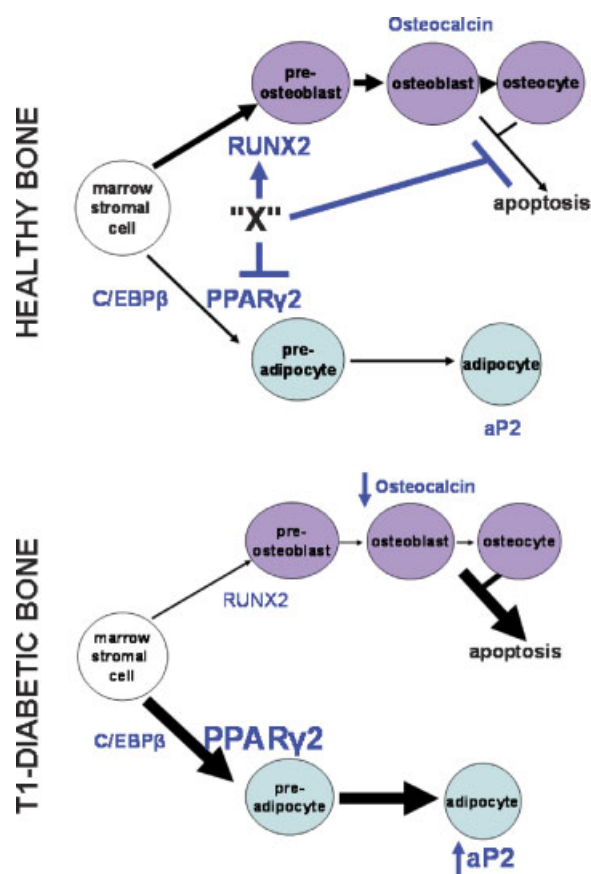 HEALTHY BONE
Osteocalcin
pre-
osteoblast
osteoblast
osteocyte
RUNX2
apoptosis
marrow
stromal
cell
"X"
C/EBPβ
PPARγ2
pre-
adipocyte
adipocyte
aP2
T1-DIABETIC BONE
Osteocalcin
pre-
osteoblast
osteoblast
osteocyte
RUNX2
apoptosis
marrow
stromal
cell
C/EBPβ
PPARγ2
pre-
adipocyte
adipocyte
aP2